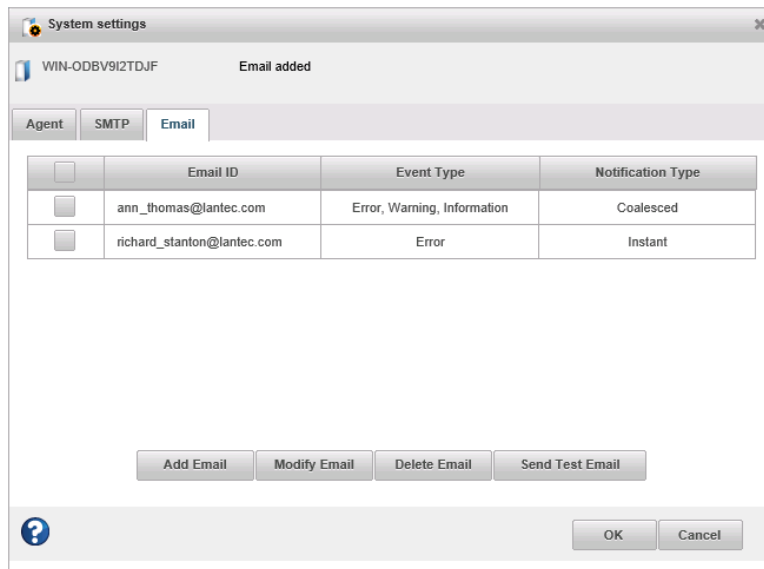 System settings
WIN-ODBV9I2TDJF Email added
Agent SMTP Email
Email ID Event Type Notification Type
ann_thomas@lantec.com Error, Warning, Information Coalesced
richard_stanton@lantec.com Error Instant
Add Email Modify Email Delete Email Send Test Email
? OK Cancel